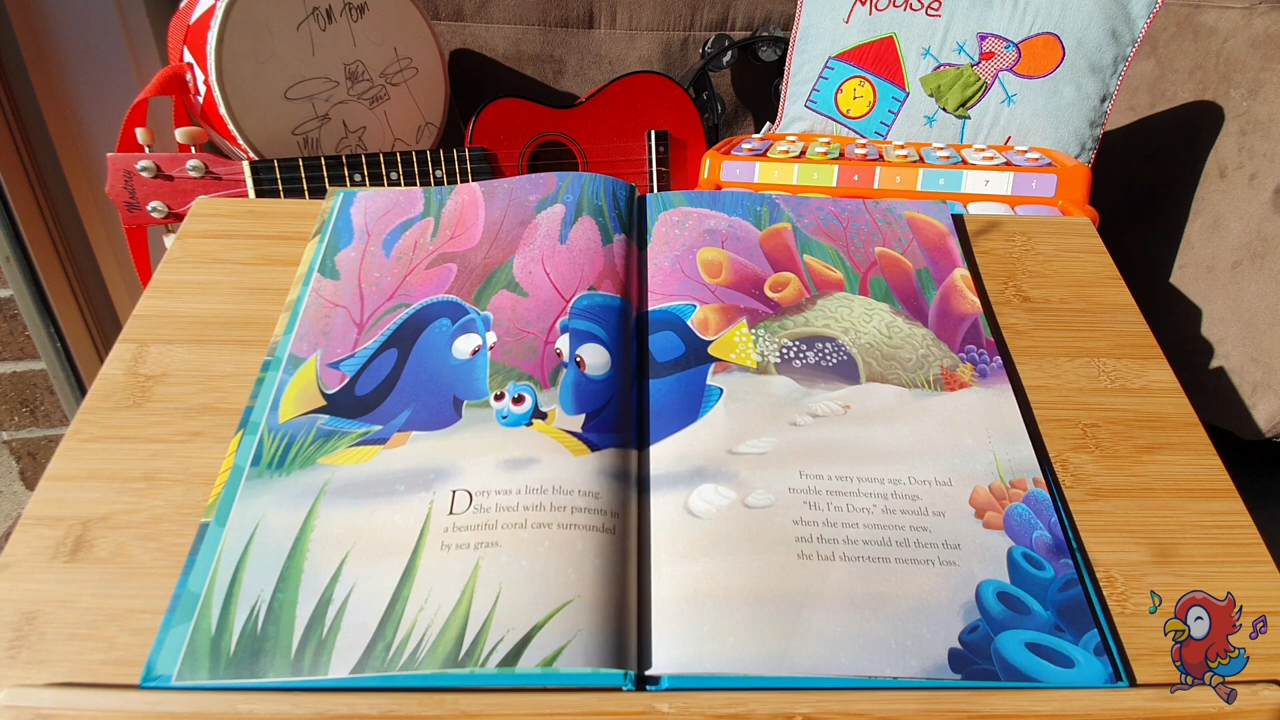 Tom Tom
Mouse
Montrey
1 2 3 4 5 6 7 i
Dory was a little blue tang.
She lived with her parents in
a beautiful coral cave surrounded
by sea grass.
From a very young age, Dory had
trouble remembering things.
"Hi, I'm Dory," she would say
when she met someone new,
and then she would tell them that
she had short-term memory loss.